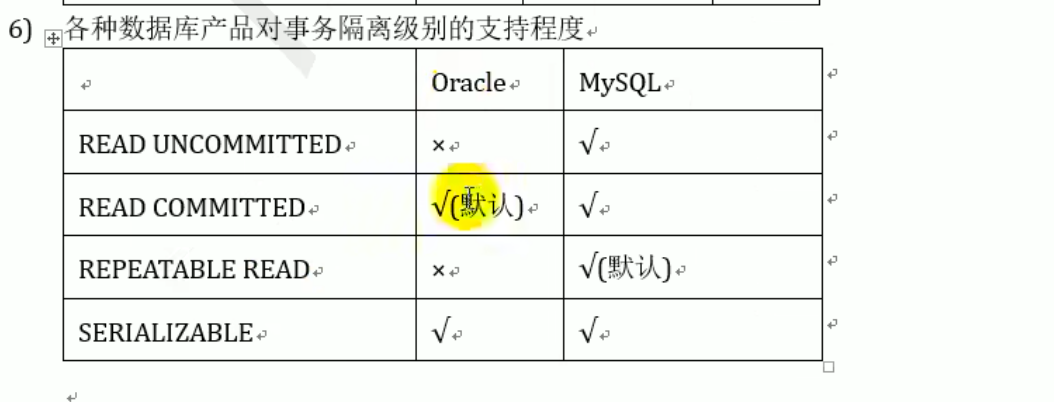 6) 各种数据库产品对事务隔离级别的支持程度
Oracle MySQL
READ UNCOMMITTED × √
READ COMMITTED √(默认) √
REPEATABLE READ × √(默认)
SERIALIZABLE √ √